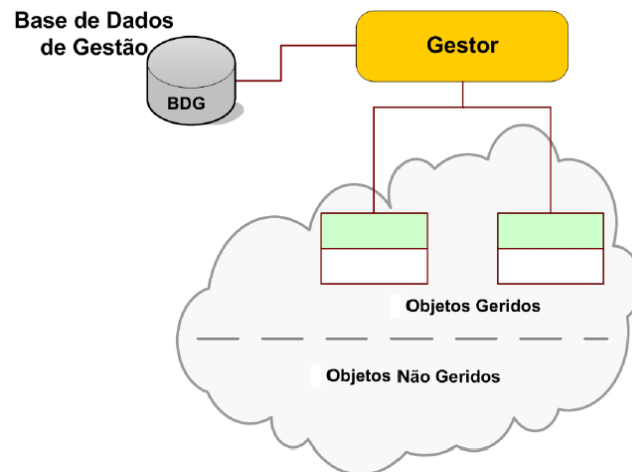 Base de Dados
de Gestão
BDG
Gestor
Objetos Geridos
Objetos Não Geridos